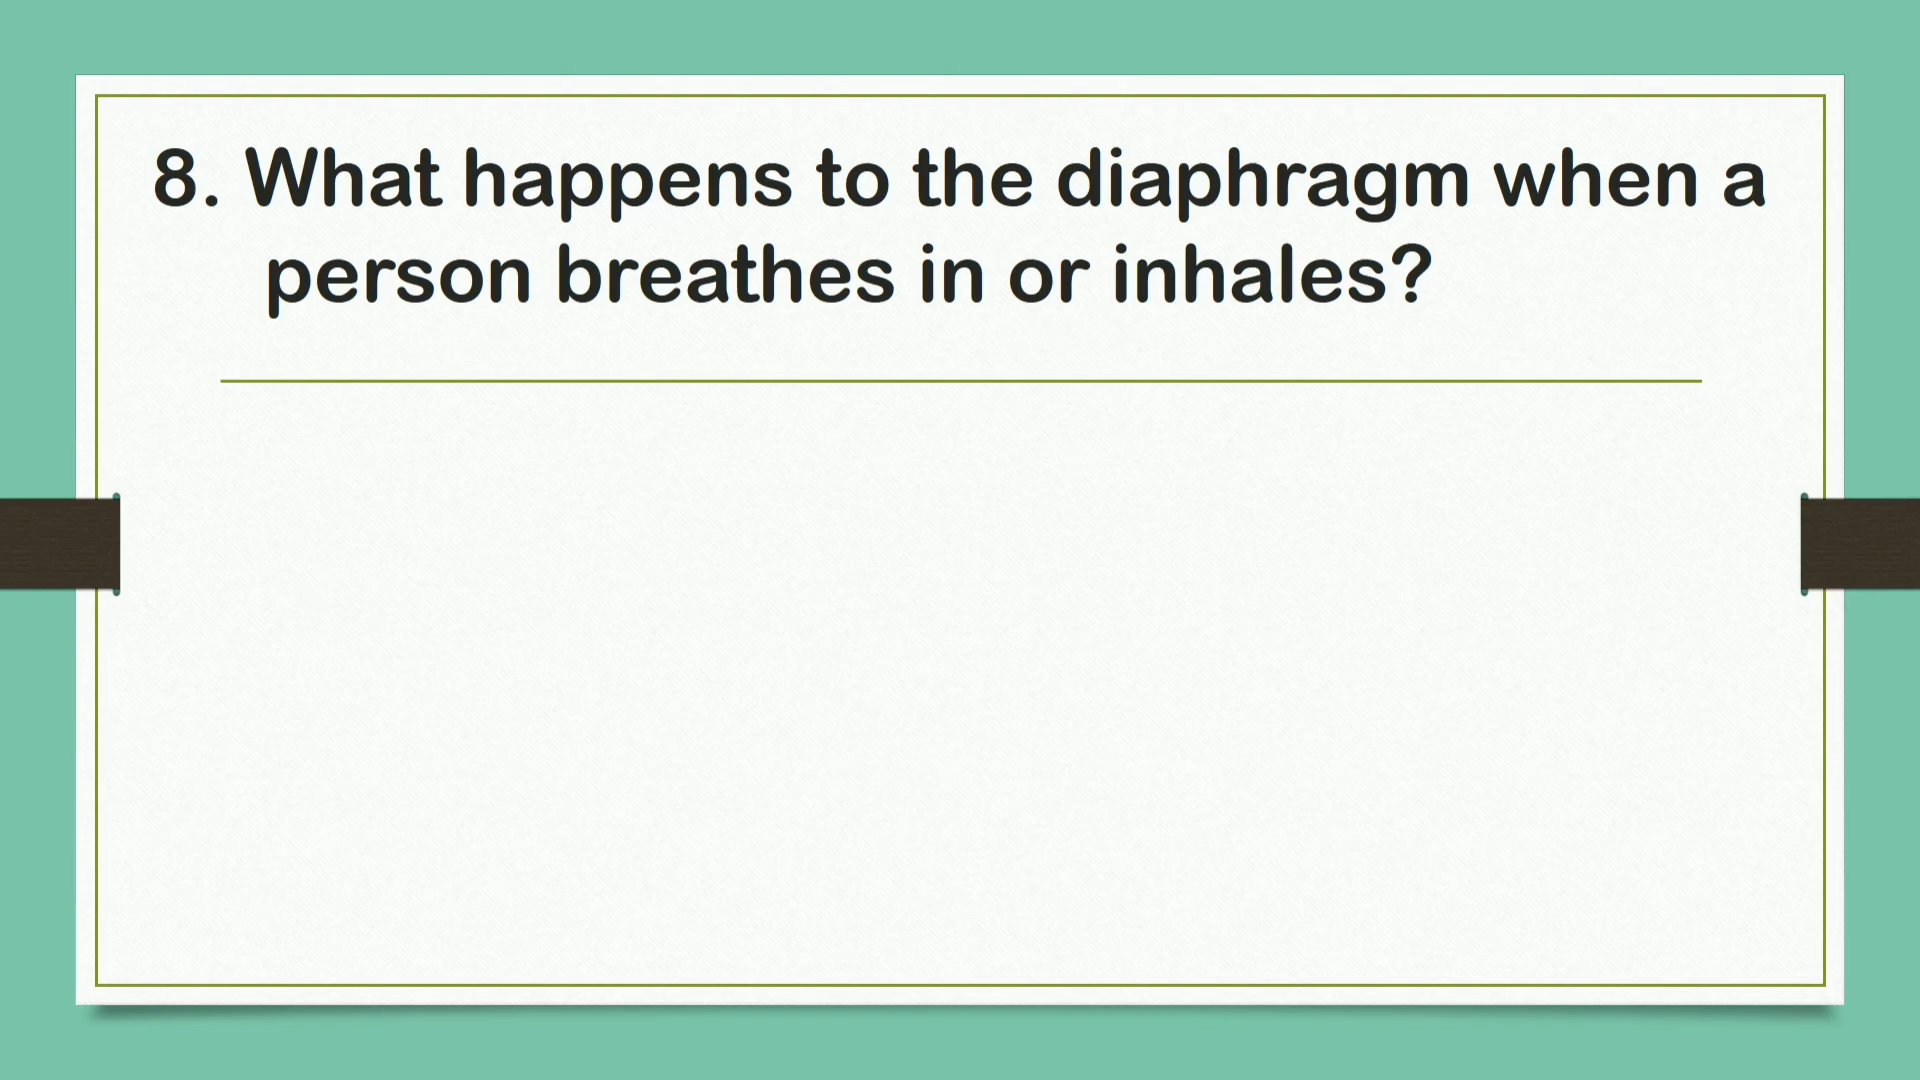 8. What happens to the diaphragm when a
person breathes in or inhales?